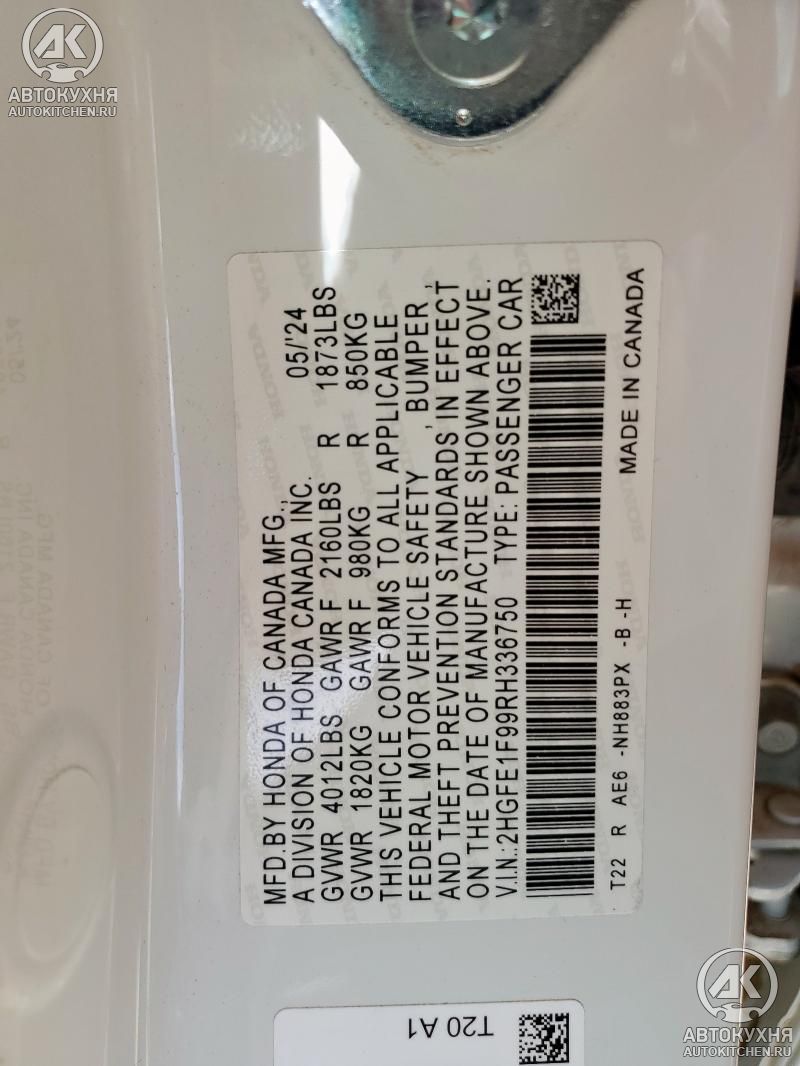 АВТОКУХНЯ
AUTOKITCHEN.RU
MFD.BY HONDA OF CANADA MFG., 05/'24
A DIVISION OF HONDA CANADA INC.
GVWR 4012LBS GAWR F 2160LBS R 1873LBS
GVWR 1820KG GAWR F 980KG R 850KG
THIS VEHICLE CONFORMS TO ALL APPLICABLE
FEDERAL MOTOR VEHICLE SAFETY , BUMPER ,
AND THEFT PREVENTION STANDARDS IN EFFECT
ON THE DATE OF MANUFACTURE SHOWN ABOVE.
V.I.N.:2HGFE1F99RH336750 TYPE: PASSENGER CAR
T22 R AE6 -NH883PX -B -H MADE IN CANADA
T20 A1
АВТОКУХНЯ
AUTOKITCHEN.RU